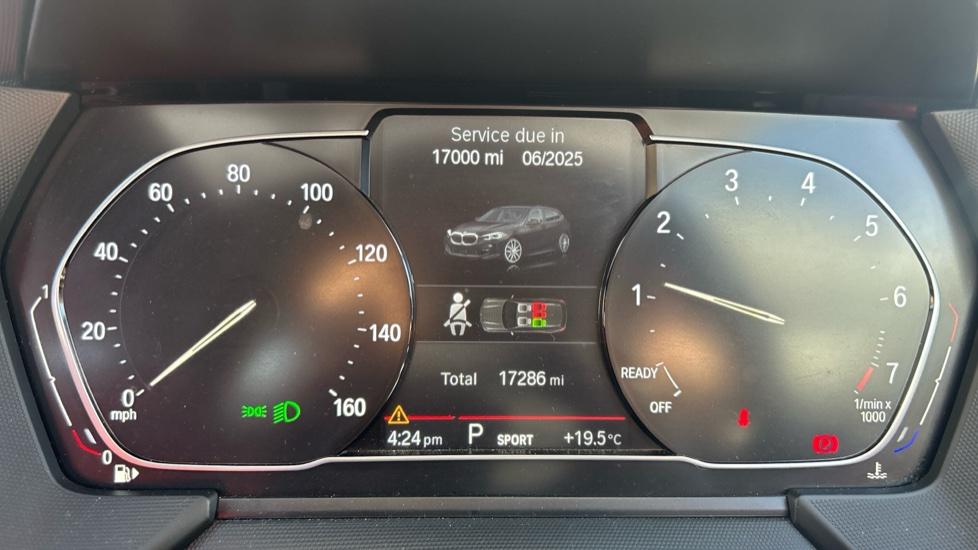 Service due in
17000 mi 06/2025
0
20
40
60
80
100
120
140
160
mph
1
0
Total 17286 mi
4:24 pm P SPORT +19.5°C
READY
OFF
1
2
3
4
5
6
7
1/min x
1000
P